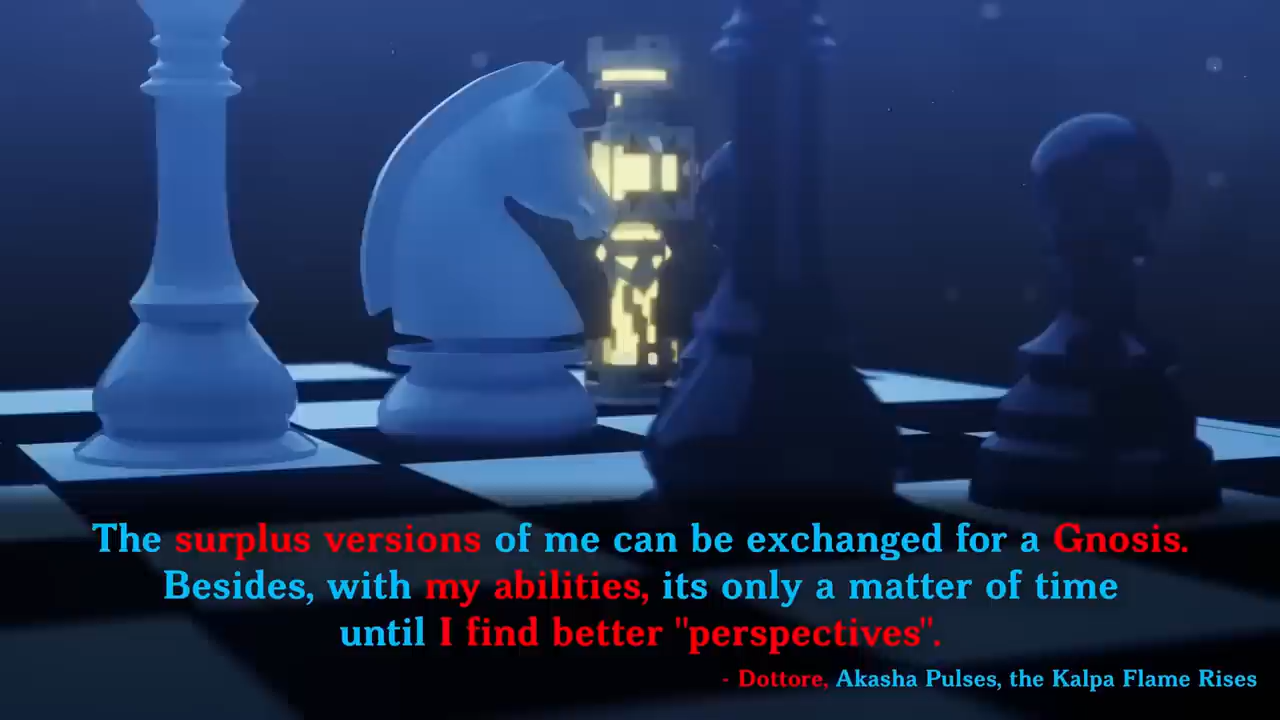 The surplus versions of me can be exchanged for a Gnosis.
Besides, with my abilities, its only a matter of time
until I find better "perspectives".
- Dottore, Akasha Pulses, the Kalpa Flame Rises